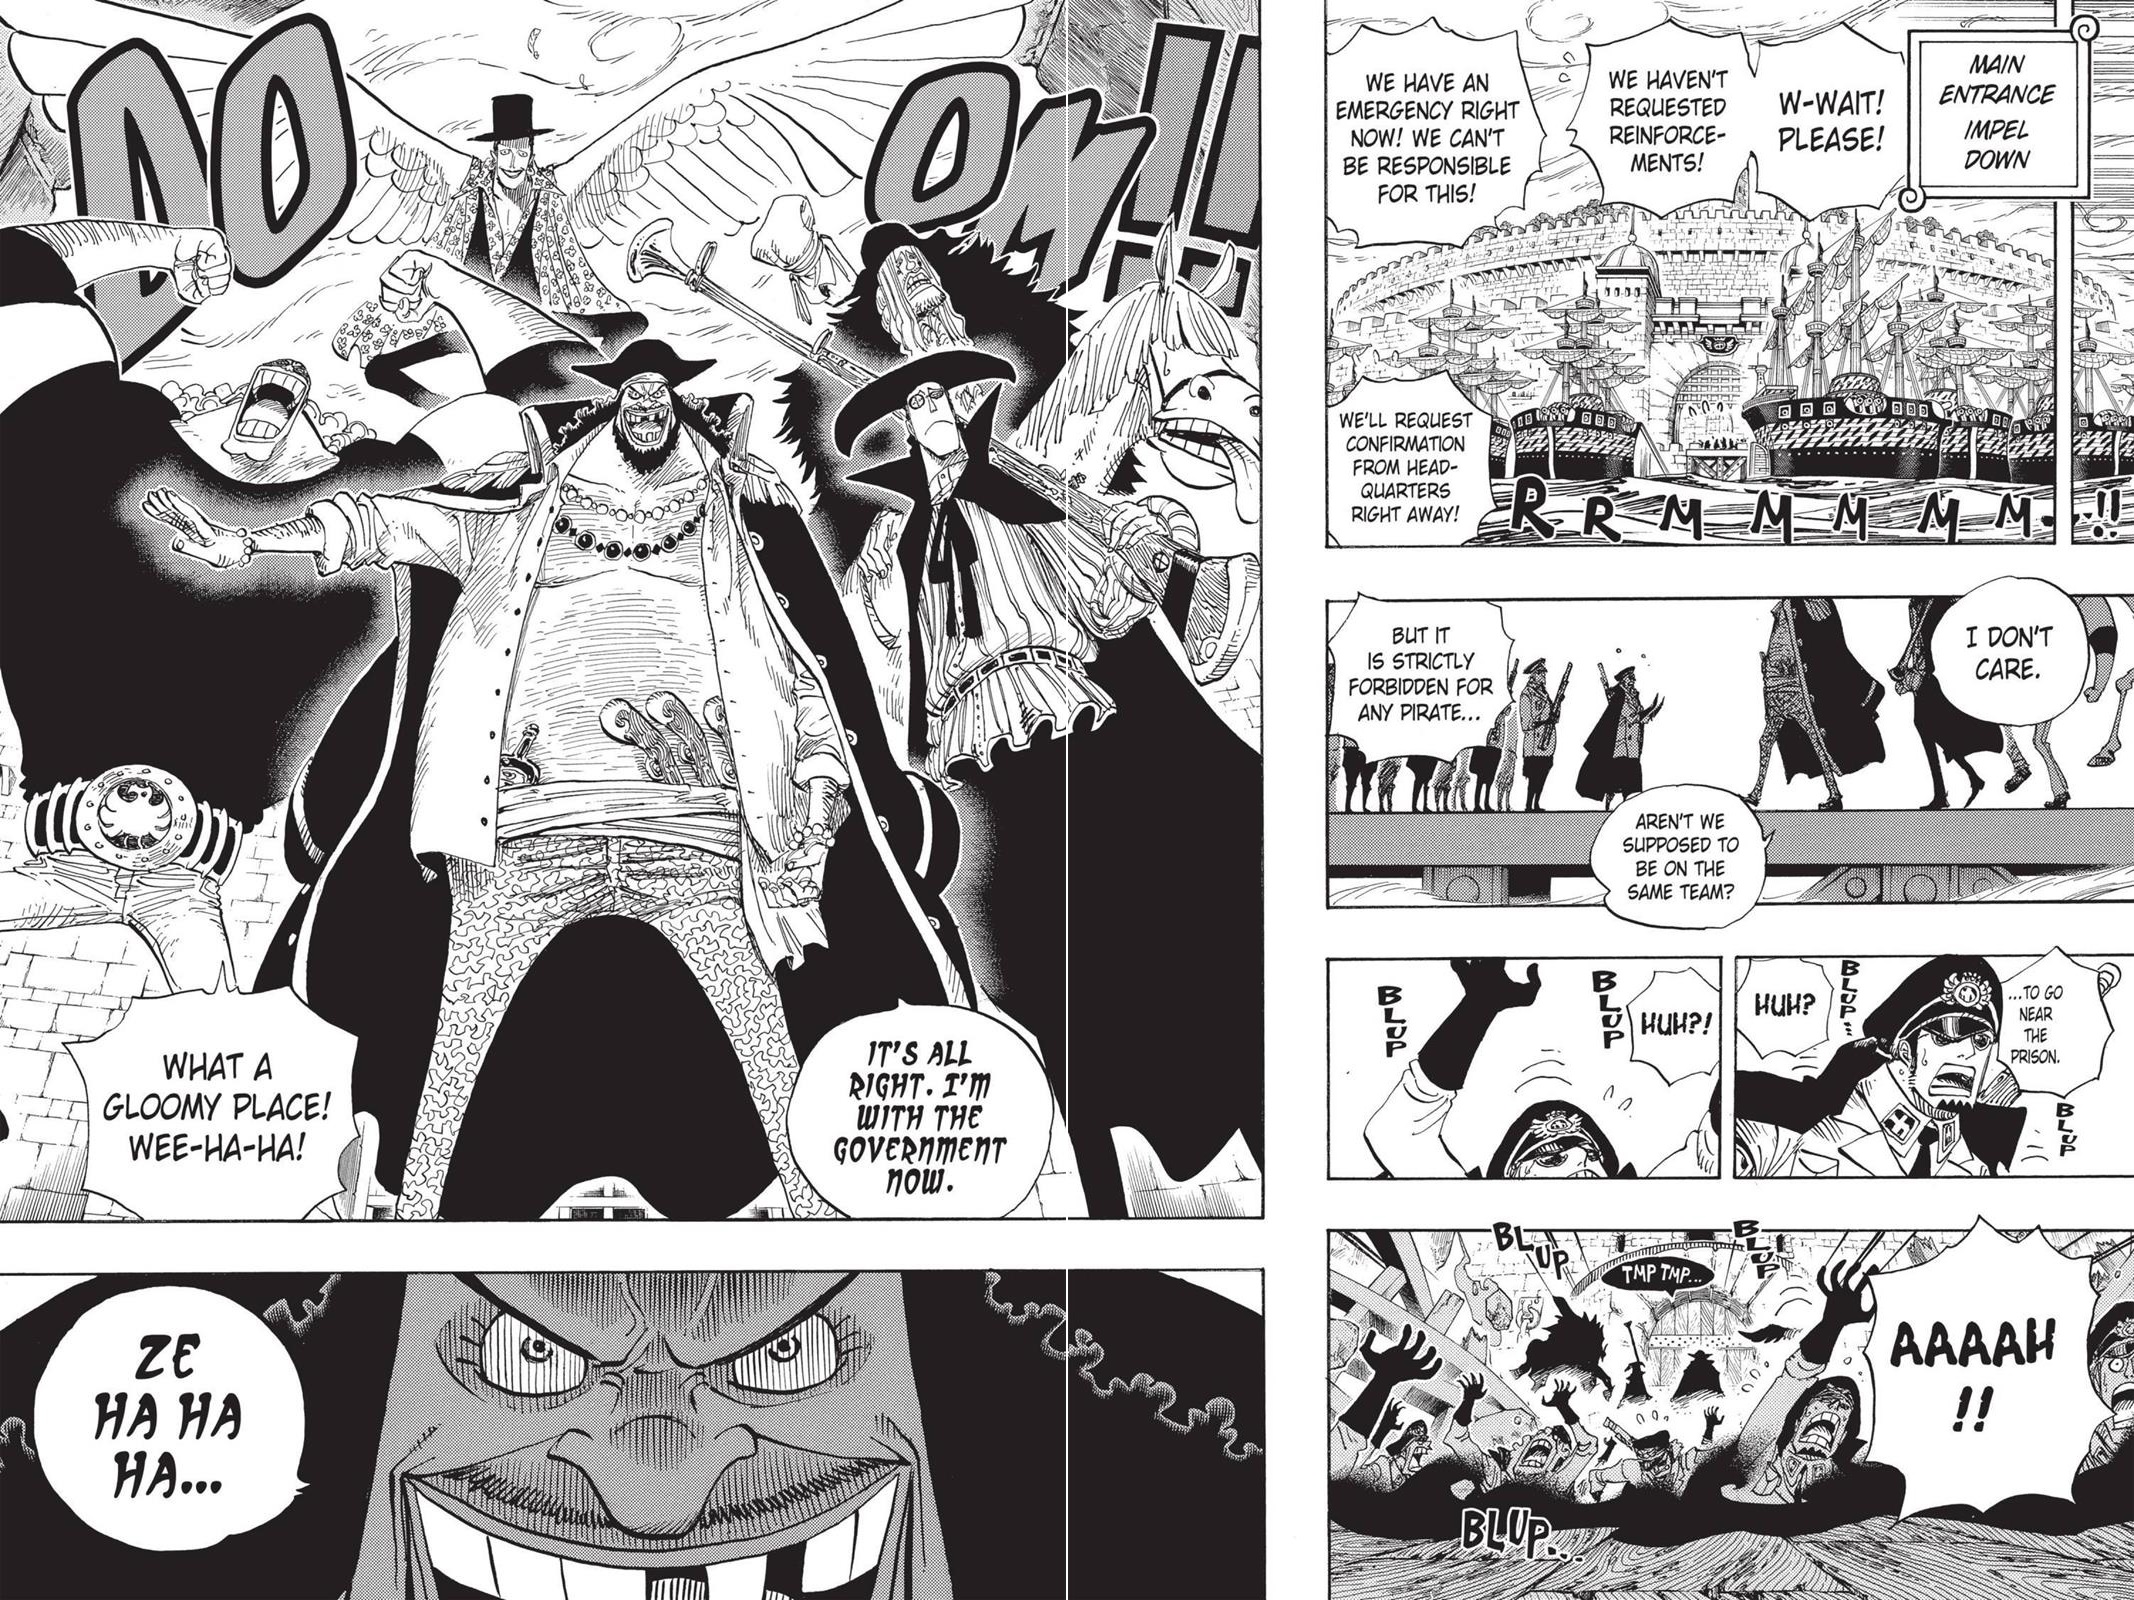 MAIN
ENTRANCE
IMPEL
DOWN
W-WAIT!
PLEASE!
WE HAVEN'T
REQUESTED
REINFORCE-
MENTS!
WE HAVE AN
EMERGENCY RIGHT
NOW! WE CAN'T
BE RESPONSIBLE
FOR THIS!
WE'LL REQUEST
CONFIRMATION
FROM HEAD-
QUARTERS
RIGHT AWAY!
RRMMMMM...!!
I DON'T
CARE.
BUT IT
IS STRICTLY
FORBIDDEN FOR
ANY PIRATE...
AREN'T WE
SUPPOSED TO
BE ON THE
SAME TEAM?
...TO GO
NEAR
THE
PRISON.
BLUP
BLUP...
HUH?
HUH?!
BLUP
BLUP
BLUP
TMP TMP...
BLUP
AAAAH
!!
BLUP...
DOOM!!
IT'S ALL
RIGHT. I'M
WITH THE
GOVERNMENT
NOW.
WHAT A
GLOOMY PLACE!
WEE-HA-HA!
ZE
HA HA
HA...